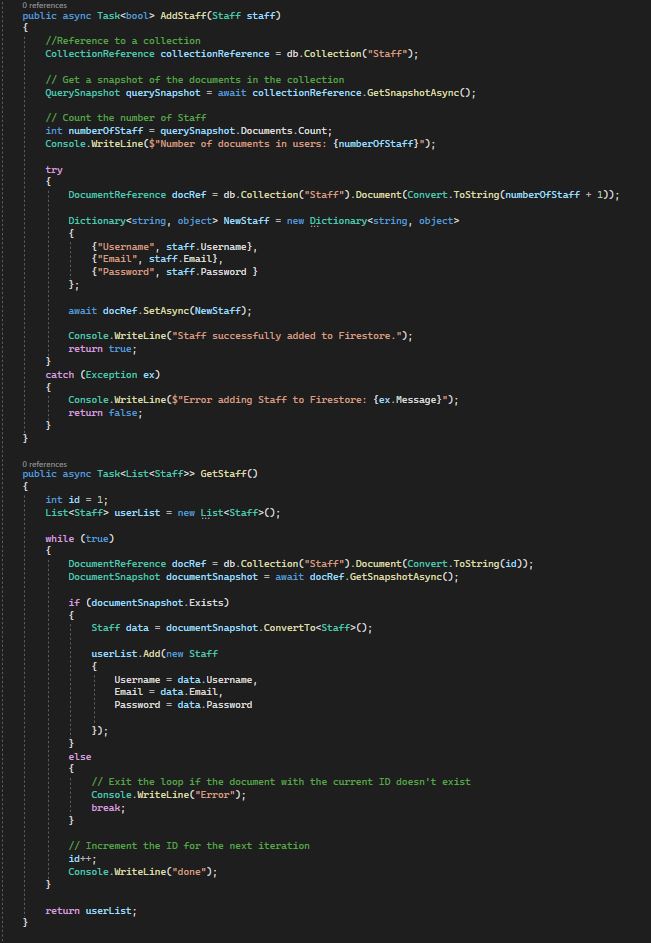 0 references
public async Task<bool> AddStaff(Staff staff)
{
//Reference to a collection
CollectionReference collectionReference = db.Collection("Staff");
// Get a snapshot of the documents in the collection
QuerySnapshot querySnapshot = await collectionReference.GetSnapshotAsync();
// Count the number of Staff
int numberOfStaff = querySnapshot.Documents.Count;
Console.WriteLine($"Number of documents in users: {numberOfStaff}");
try
{
DocumentReference docRef = db.Collection("Staff").Document(Convert.ToString(numberOfStaff + 1));
Dictionary<string, object> NewStaff = new Dictionary<string, object>
{
{"Username", staff.Username},
{"Email", staff.Email},
{"Password", staff.Password }
};
await docRef.SetAsync(NewStaff);
Console.WriteLine("Staff successfully added to Firestore.");
return true;
}
catch (Exception ex)
{
Console.WriteLine($"Error adding Staff to Firestore: {ex.Message}");
return false;
}
}
0 references
public async Task<List<Staff>> GetStaff()
{
int id = 1;
List<Staff> userList = new List<Staff>();
while (true)
{
DocumentReference docRef = db.Collection("Staff").Document(Convert.ToString(id));
DocumentSnapshot documentSnapshot = await docRef.GetSnapshotAsync();
if (documentSnapshot.Exists)
{
Staff data = documentSnapshot.ConvertTo<Staff>();
userList.Add(new Staff
{
Username = data.Username,
Email = data.Email,
Password = data.Password
});
}
else
{
// Exit the loop if the document with the current ID doesn't exist
Console.WriteLine("Error");
break;
}
// Increment the ID for the next iteration
id++;
Console.WriteLine("done");
}
return userList;
}